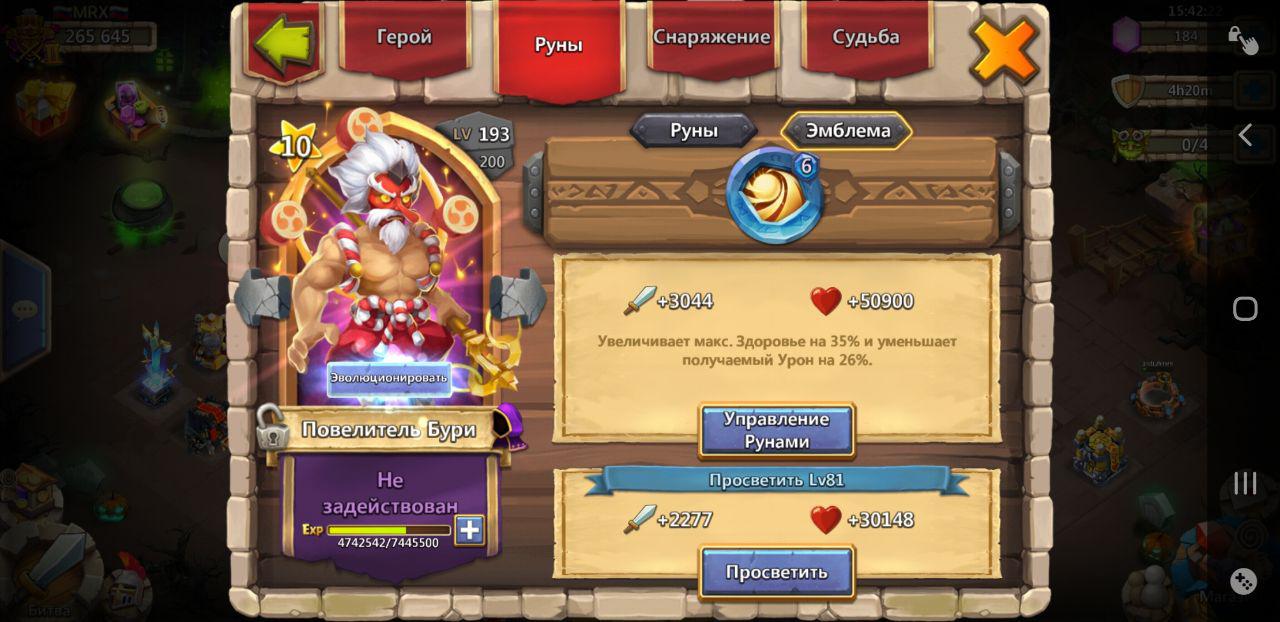 MRX
265 645
Герой
Руны
Снаряжение
Судьба
15:42:22
184
4h20m
0/4
10
LV 193
200
Руны
Эмблема
6
+3044
+50900
Увеличивает макс. Здоровье на 35% и уменьшает
получаемый Урон на 26%.
Эволюционировать
Управление
Рунами
Повелитель Бури
Не
задействован
Exp
4742542/7445500
Просветить Lv81
+2277
+30148
Просветить
Битва